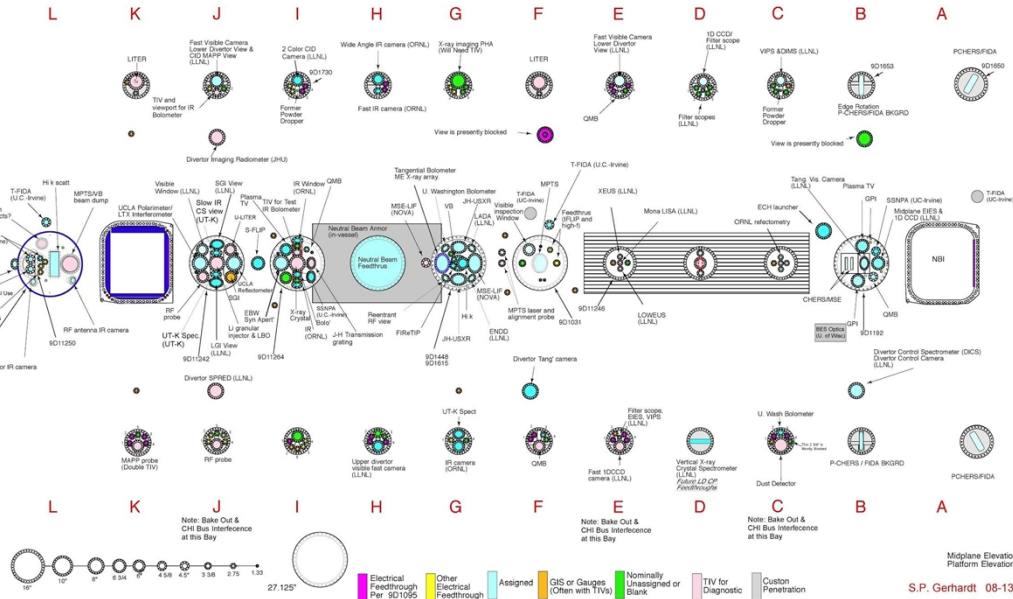 L K J I H G F E D C B A
LITER
Fast Visible Camera
Lower Divertor View &
CID MAPP View
(LLNL)
2 Color CID
Camera (LLNL)
9D1730
Wide Angle IR camera (ORNL)
X-ray imaging PHA
(Will Need TIV)
LITER
Fast Visible Camera
Lower Divertor
View (LLNL)
1D CCD/
Filter scope
(LLNL)
VIPS &DIMS (LLNL)
9D1653
PCHERS/FIDA
9D1650
TIV and
viewport for IR
Bolometer
Former
Powder
Dropper
Fast IR camera (ORNL)
QMB
Filter scopes
(LLNL)
Former
Powder
Dropper
Edge Rotation
P-CHERS/FIDA BKGRD
View is presently blocked
View is presently blocked
Divertor Imaging Radiometer (JHU)
T-FIDA
(U.C.-Irvine)
Hi k scatt
MPTS/VB
beam dump
UCLA Polarimeter/
LTX Interferometer
Visible
Window (LLNL)
Slow IR
CS view
(UT-K)
SGI View
(LLNL)
Plasma
TV
U-LITER
S-FLIP
IR Window
(ORNL)
TIV for Test
IR Bolometer
QMB
MSE-LIF
(NOVA)
Neutral Beam Armor
(in-vessel)
Neutral Beam
Feedthrus
Tangential Bolometer
ME X-ray array
U. Washington Bolometer
VB
JH-USXR
LADA
(LLNL)
Visible
inspection
Window
T-FIDA
(UC-Irvine)
MPTS
T-FIDA (U.C.-Irvine)
Feedthrus
(tFLIP and
high-f)
XEUS (LLNL)
Mona LISA (LLNL)
ORNL reflectometry
ECH launcher
Tang. Vis. Camera
(LLNL)
Plasma TV
GPI
SSNPA (UC-Irvine)
Midplane EIES &
1D CCD (LLNL)
T-FIDA
(UC-Irvine)
NBI
RF antenna IR camera
9D11250
RF
probe
UT-K Spec.
(UT-K)
9D11242
LGI View
(LLNL)
SGI
UCLA
Reflectometer
Li granular
injector & LBO
EBW
Syn Apert'
9D11264
X-ray
Crystal
IR
(ORNL)
SSNPA
(U.C.-Irvine)
Bolo'
J-H Transmission
grating
Reentrant
RF view
FIReTIP
9D1448
9D1615
JH-USXR
Hi k
ENDD
(LLNL)
MSE-LIF
(NOVA)
MPTS laser and
alignment probe
9D1031
9D11246
LOWEUS (LLNL)
CHERS/MSE
BES Optics
(U. of Wisc)
GPI
9D1192
QMB
QMB
or IR camera
Divertor SPRED (LLNL)
Divertor Tang' camera
Divertor Control Spectrometer (DICS)
Divertor Control Camera
(LLNL)
MAPP probe
(Double TIV)
RF probe
Upper divertor
visible fast camera
(LLNL)
UT-K Spect
IR camera
(ORNL)
QMB
Filter scope,
EIES, VIPS
(LLNL)
Fast 1DCCD
camera (LLNL)
Vertical X-ray
Crystal Spectrometer
(LLNL)
Future LD CP
Feedthroughs
U. Wash Bolometer
Dust Detector
P-CHERS / FIDA BKGRD
PCHERS/FIDA
L K J I H G F E D C B A
Note: Bake Out &
CHI Bus Interfecence
at this Bay
Note: Bake Out &
CHI Bus Interfecence
at this Bay
Note: Bake Out &
CHI Bus Interfecence
at this Bay
16" 10" 8" 6 3/4 6" 4 5/8 4.5" 3 3/8 2.75 1.33
27.125"
Electrical
Feedthrough
Per 9D1095
Other
Electrical
Feedthrough
Assigned
GIS or Gauges
(Often with TIVs)
Nominally
Unassigned or
Blank
TIV for
Diagnostic
Custon
Penetration
Midplane Elevatio
Platform Elevation
S.P. Gerhardt 08-13